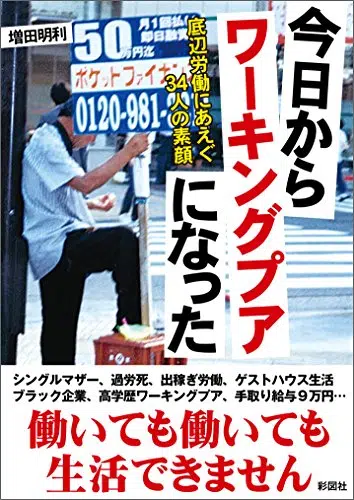 増田明利
月1回払
50万円迄
即日融資
ポケットファイナン
0120-981-
底辺労働にあえぐ
34人の素顔
今日から
ワーキングプア
になった
シングルマザー、過労死、出稼ぎ労働、ゲストハウス生活
ブラック企業、高学歴ワーキングプア、手取り給与9万円…
働いても働いても
生活できません
彩図社